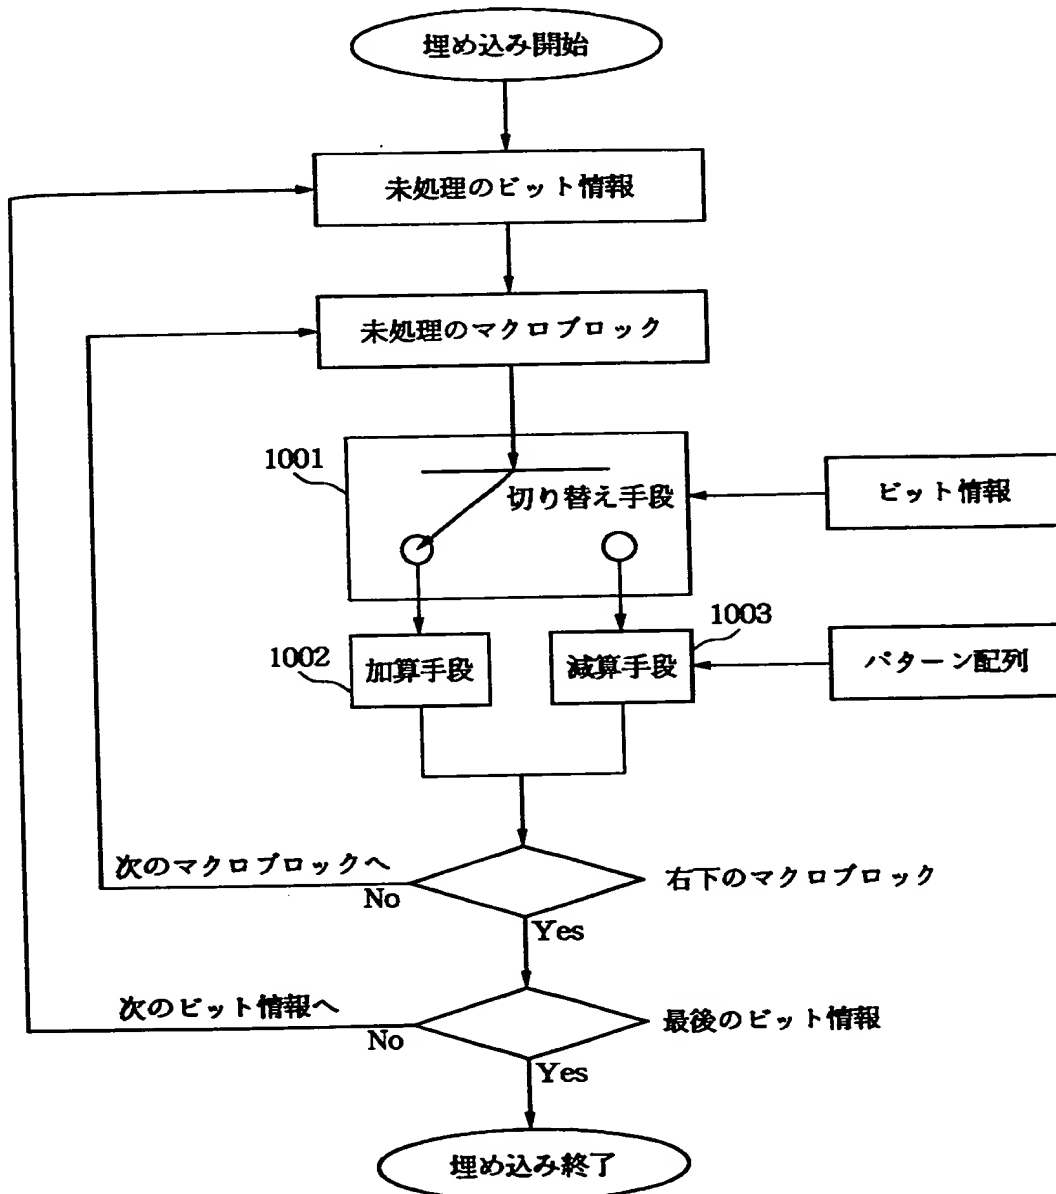 埋め込み開始
未処理のビット情報
未処理のマクロブロック
1001
切り替え手段
ビット情報
1002
加算手段
1003
減算手段
パターン配列
次のマクロブロックへ
No
右下のマクロブロック
Yes
次のビット情報へ
No
最後のビット情報
Yes
埋め込み終了